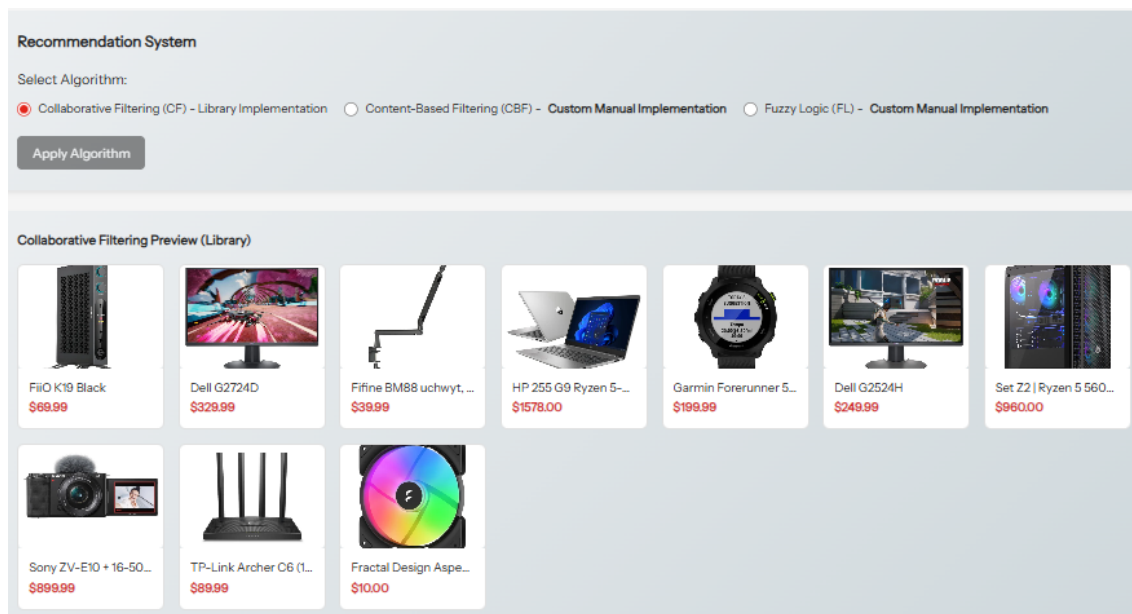 Recommendation System
Select Algorithm:
Collaborative Filtering (CF) - Library Implementation Content-Based Filtering (CBF) - Custom Manual Implementation Fuzzy Logic (FL) - Custom Manual Implementation
Apply Algorithm
Collaborative Filtering Preview (Library)
FiiO K19 Black Dell G2724D Fifine BM88 uchwyt, ... HP 255 G9 Ryzen 5-... Garmin Forerunner 5... Dell G2524H Set Z2 | Ryzen 5 560...
$69.99 $329.99 $39.99 $1578.00 $199.99 $249.99 $960.00
Sony ZV-E10 + 16-50... TP-Link Archer C6 (1... Fractal Design Aspe...
$899.99 $89.99 $10.00